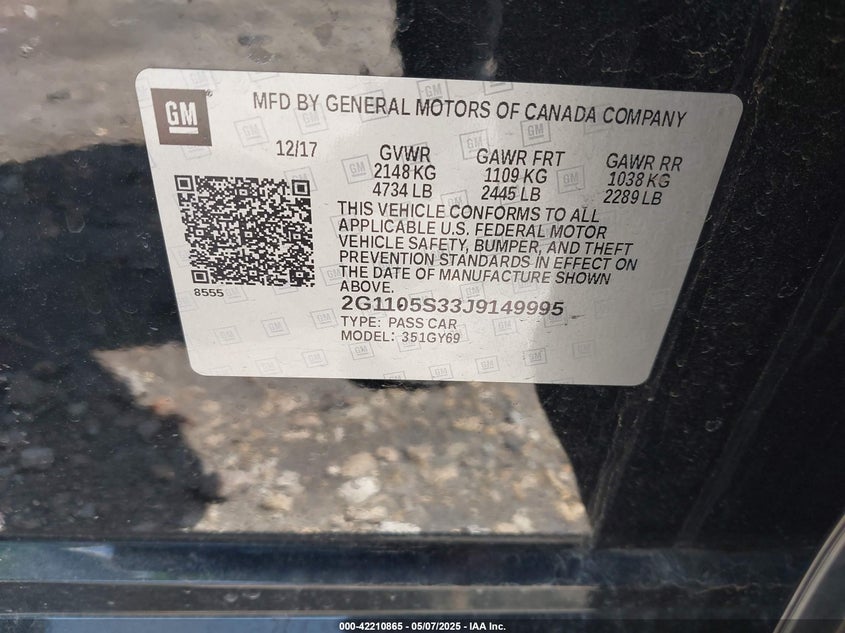 GM
MFD BY GENERAL MOTORS OF CANADA COMPANY
12/17
GVWR
2148 KG
4734 LB
GAWR FRT
1109 KG
2445 LB
GAWR RR
1038 KG
2289 LB
THIS VEHICLE CONFORMS TO ALL
APPLICABLE U.S. FEDERAL MOTOR
VEHICLE SAFETY, BUMPER, AND THEFT
PREVENTION STANDARDS IN EFFECT ON
THE DATE OF MANUFACTURE SHOWN
ABOVE.
8555
2G1105S33J9149995
TYPE: PASS CAR
MODEL: 351GY69
000-42210865 - 05/07/2025 - IAA Inc.